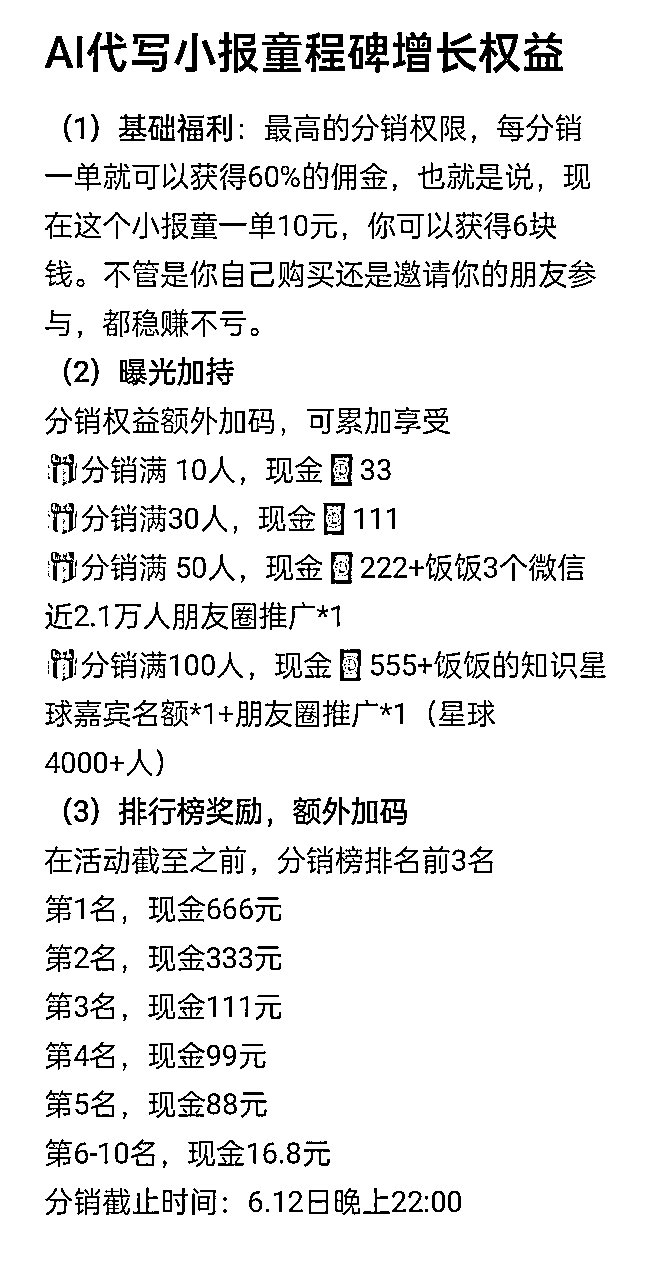 AI代写小报童程碑增长权益
（1）基础福利：最高的分销权限，每分销
一单就可以获得60%的佣金，也就是说，现
在这个小报童一单10元，你可以获得6块
钱。不管是你自己购买还是邀请你的朋友参
与，都稳赚不亏。
（2）曝光加持
分销权益额外加码，可累加享受
🎁分销满 10人，现金🧧33
🎁分销满30人，现金🧧111
🎁分销满 50人，现金🧧222+饭饭3个微信
近2.1万人朋友圈推广*1
🎁分销满100人，现金🧧555+饭饭的知识星
球嘉宾名额*1+朋友圈推广*1（星球
4000+人）
（3）排行榜奖励，额外加码
在活动截至之前，分销榜排名前3名
第1名，现金666元
第2名，现金333元
第3名，现金111元
第4名，现金99元
第5名，现金88元
第6-10名，现金16.8元
分销截止时间：6.12日晚上22:00